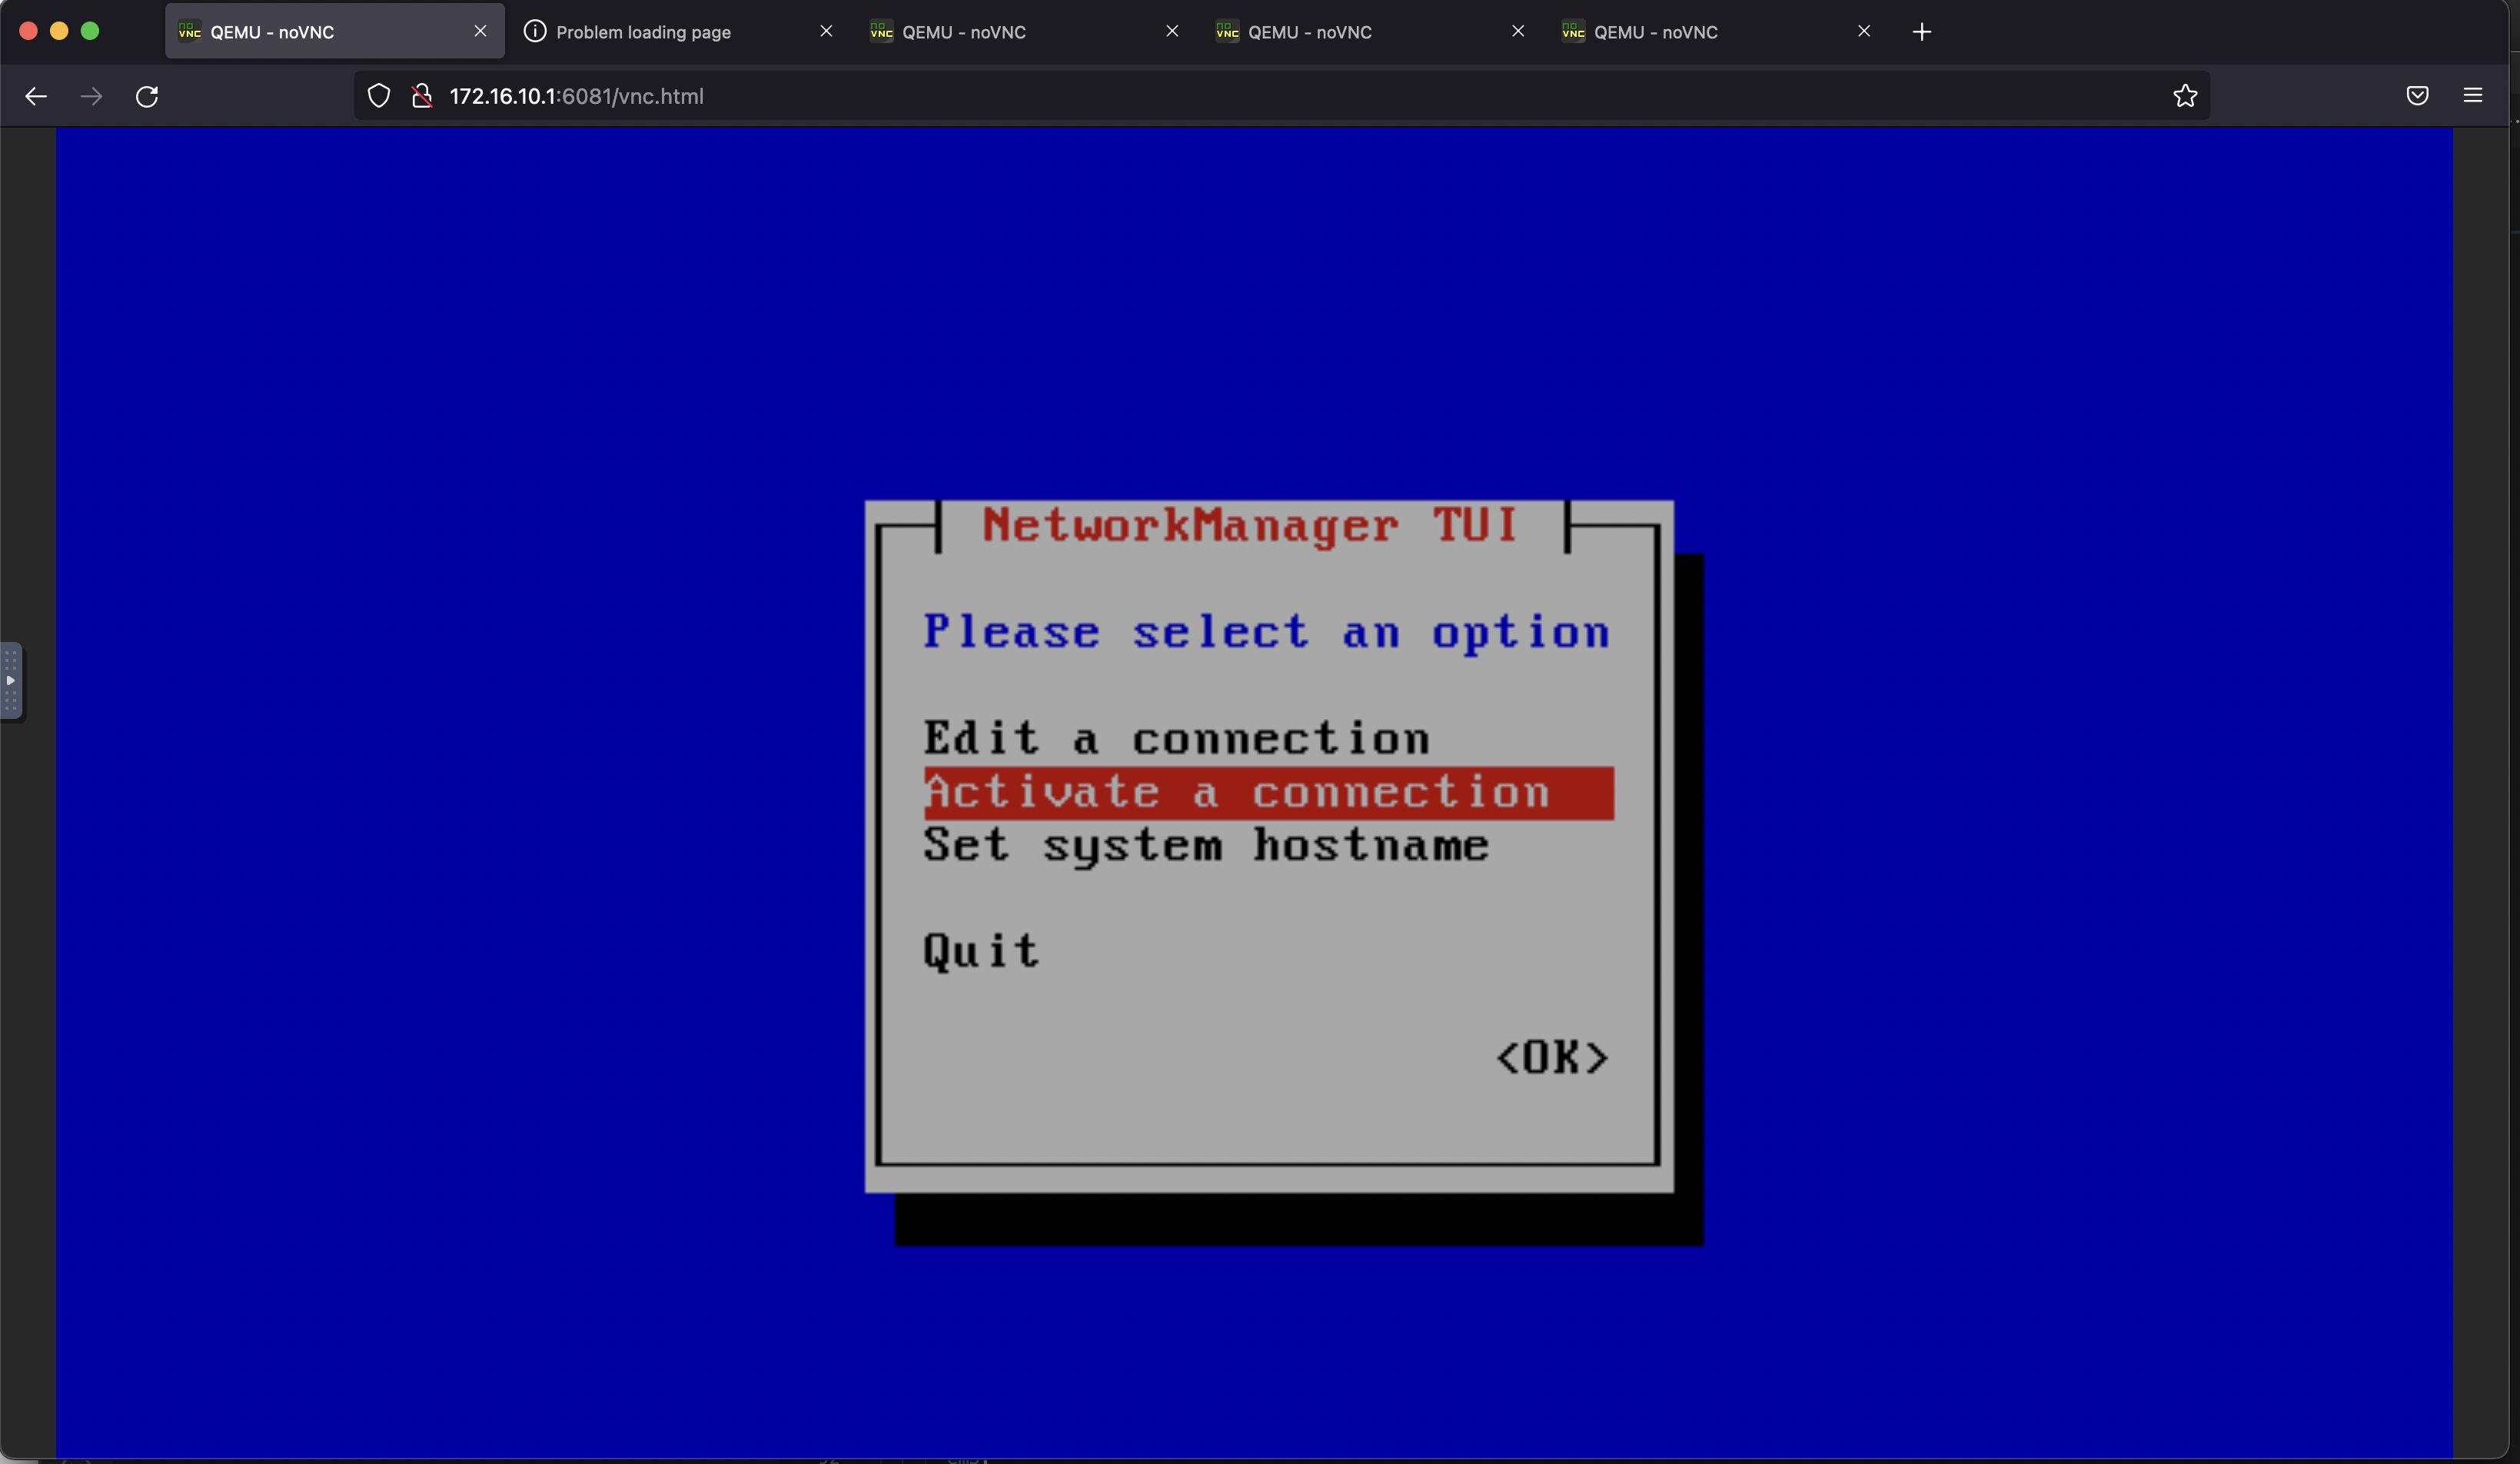 QEMU - noVNC
Problem loading page
QEMU - noVNC
QEMU - noVNC
QEMU - noVNC
172.16.10.1:6081/vnc.html
NetworkManager TUI
Please select an option
Edit a connection
Activate a connection
Set system hostname
Quit
<OK>